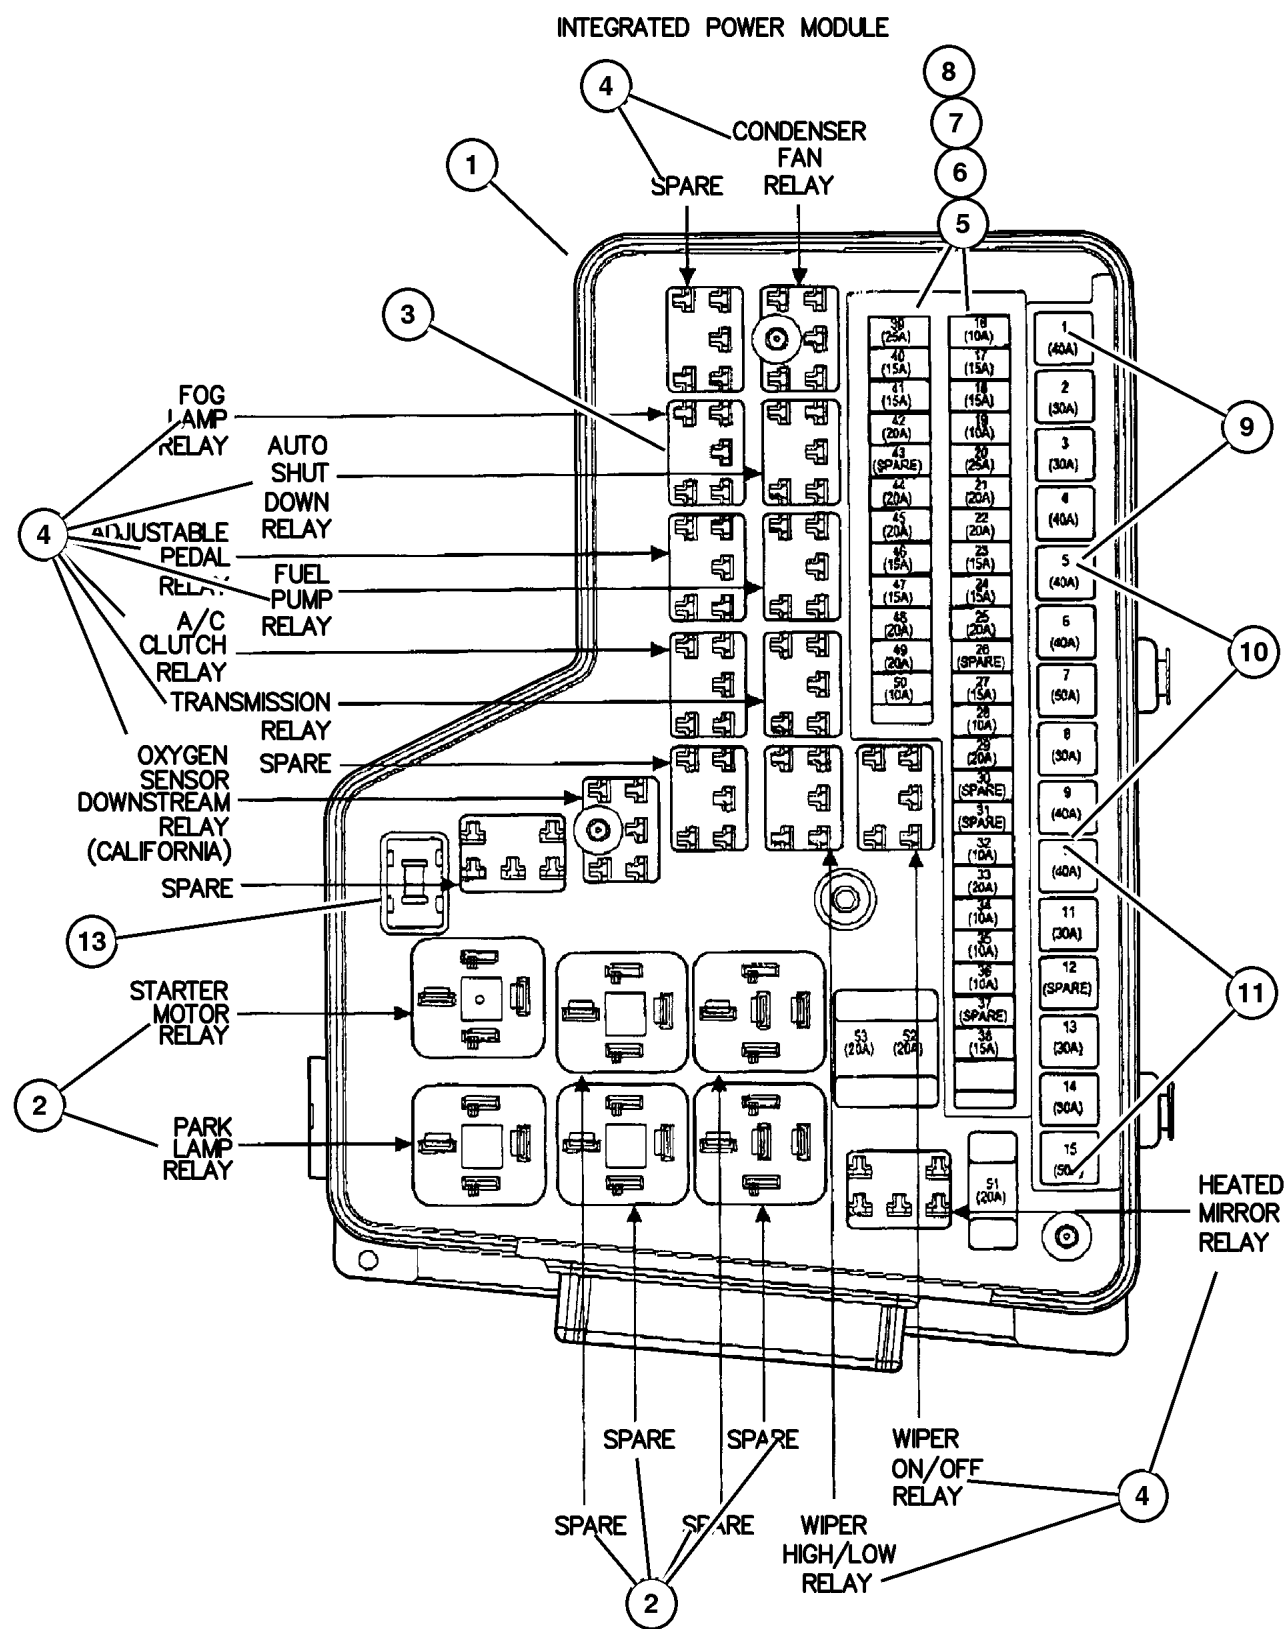 INTEGRATED POWER MODULE
8
7
6
5
4
CONDENSER
FAN
RELAY
SPARE
1
3
FOG
LAMP
RELAY
AUTO
SHUT
DOWN
RELAY
4
ADJUSTABLE
PEDAL
RELAY
FUEL
PUMP
RELAY
A/C
CLUTCH
RELAY
TRANSMISSION
RELAY
OXYGEN
SENSOR
DOWNSTREAM
RELAY
(CALIFORNIA)
SPARE
SPARE
13
STARTER
MOTOR
RELAY
2
PARK
LAMP
RELAY
39
(25A)
40
(15A)
41
(15A)
42
(20A)
43
(SPARE)
44
(20A)
45
(20A)
46
(15A)
47
(15A)
48
(20A)
49
(20A)
50
(10A)
16
(10A)
17
(15A)
18
(15A)
19
(10A)
20
(25A)
21
(20A)
22
(20A)
23
(15A)
24
(15A)
25
(20A)
26
(SPARE)
27
(15A)
28
(10A)
29
(20A)
30
(SPARE)
31
(SPARE)
32
(10A)
33
(20A)
34
(10A)
35
(10A)
36
(10A)
37
(SPARE)
38
(15A)
1
(40A)
2
(30A)
3
(30A)
4
(40A)
5
(40A)
6
(40A)
7
(50A)
8
(30A)
9
(40A)
(40A)
11
(30A)
12
(SPARE)
13
(30A)
14
(30A)
15
9
10
11
53 52
(20A) (20A)
51
(20A)
HEATED
MIRROR
RELAY
SPARE SPARE
WIPER
ON/OFF
RELAY
4
SPARE SPARE
WIPER
HIGH/LOW
RELAY
2